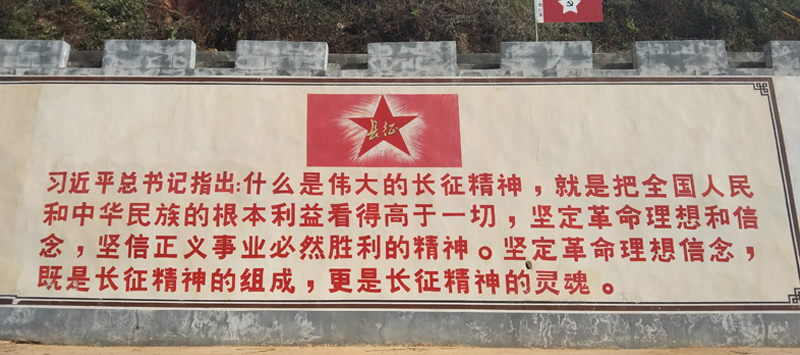 长征
习近平总书记指出:什么是伟大的长征精神，就是把全国人民
和中华民族的根本利益看得高于一切，坚定革命理想和信
念，坚信正义事业必然胜利的精神。坚定革命理想信念，
既是长征精神的组成，更是长征精神的灵魂。